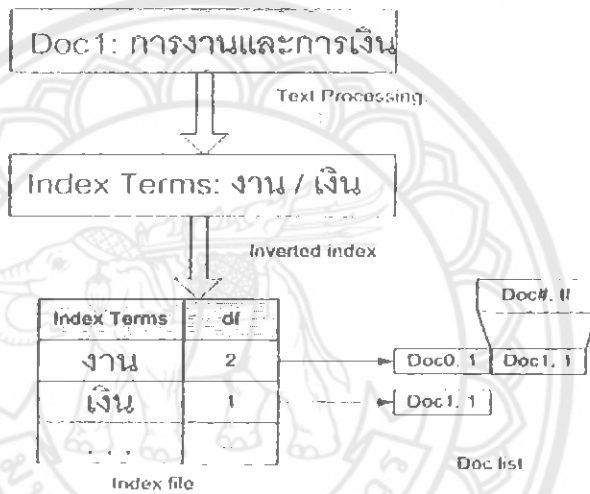 Doc1: การงานและการเงิน
Text Processing
Index Terms: งาน / เงิน
Inverted index
Doc#, tf
Index Terms df
งาน 2 Doc0, 1 Doc1, 1
เงิน 1 Doc1, 1
. . .
Doc list
Index file